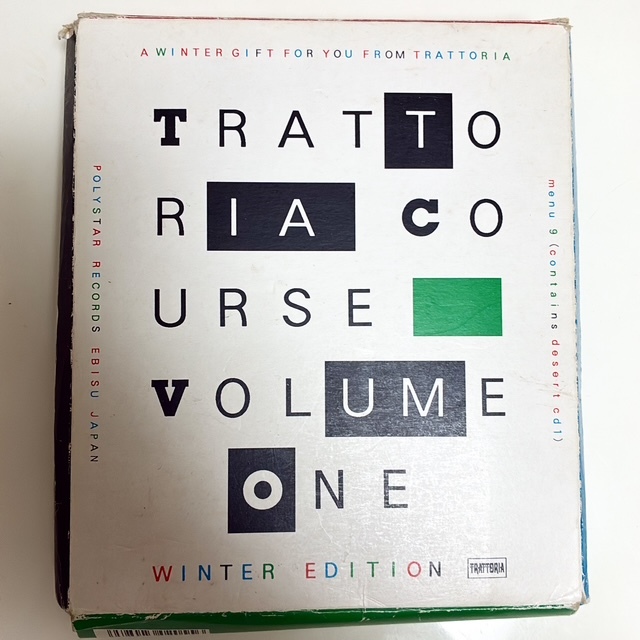 A WINTER GIFT FOR YOU FROM TRATTORIA
TRATTO
RIA CO
URSE
VOLUME
ONE
WINTER EDITION
TRATTORIA
POLYSTAR RECORDS EBISU JAPAN
menu 9 (contains desert cd1)